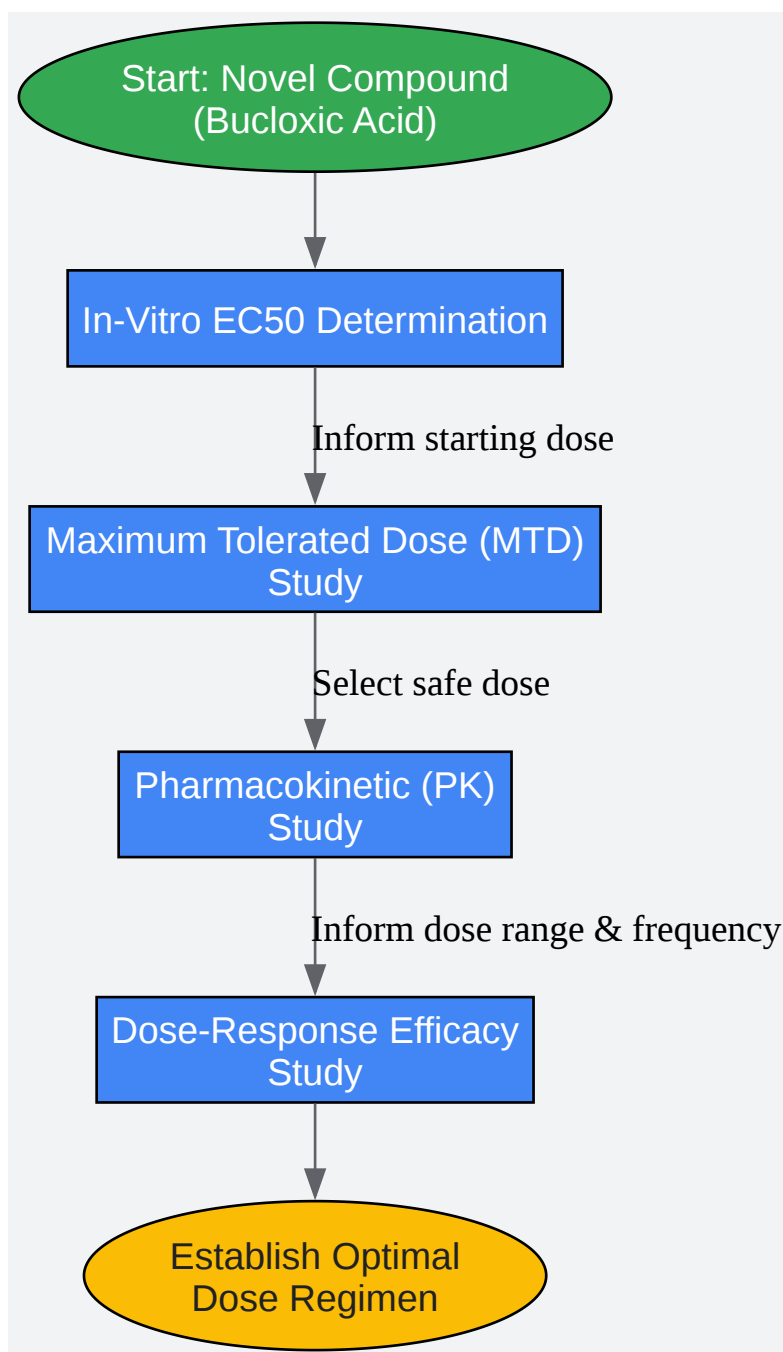 Start: Novel Compound
(Bucloxic Acid)
In-Vitro EC50 Determination
Inform starting dose
Maximum Tolerated Dose (MTD)
Study
Select safe dose
Pharmacokinetic (PK)
Study
Inform dose range & frequency
Dose-Response Efficacy
Study
Establish Optimal
Dose Regimen